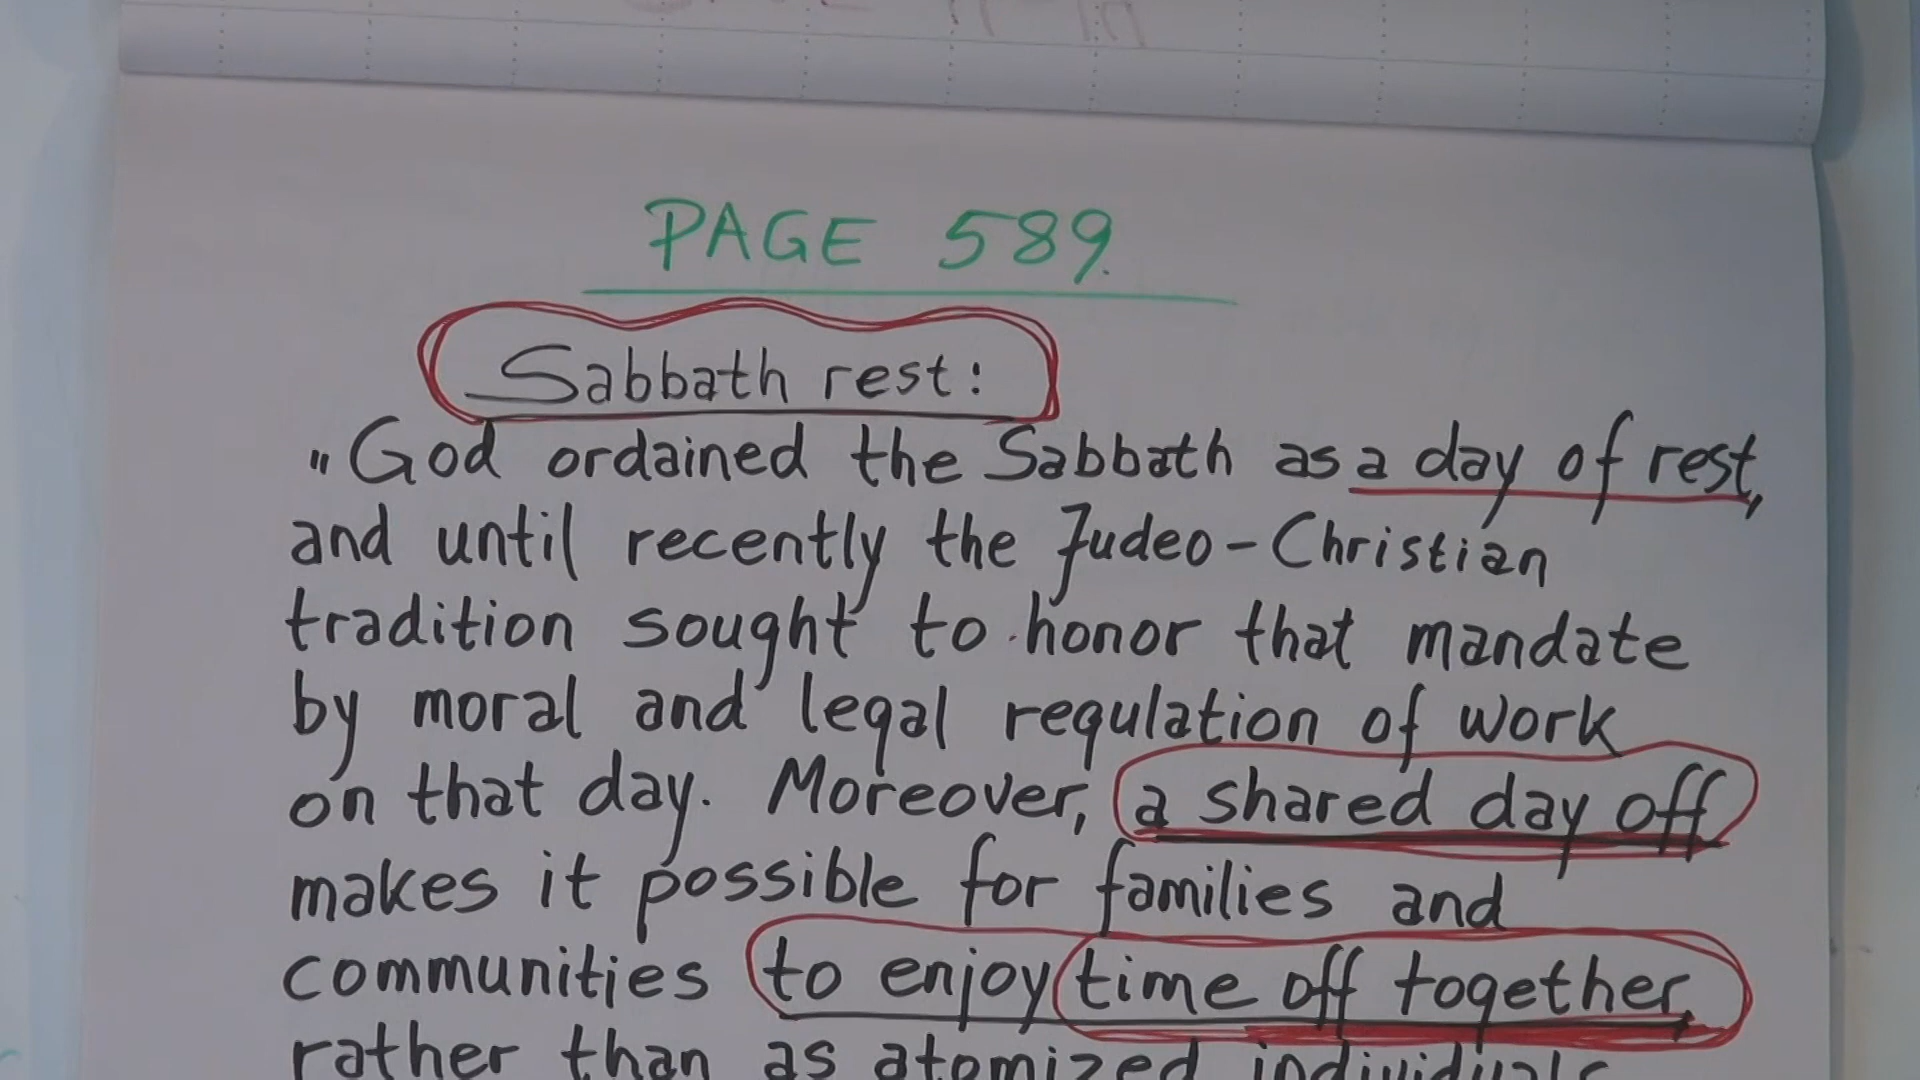 PAGE 589.
Sabbath rest:
"God ordained the Sabbath as a day of rest,
and until recently the Judeo-Christian
tradition sought to honor that mandate
by moral and legal regulation of work
on that day. Moreover, a shared day off
makes it possible for families and
communities to enjoy time off together,
rather than as atomized individuals